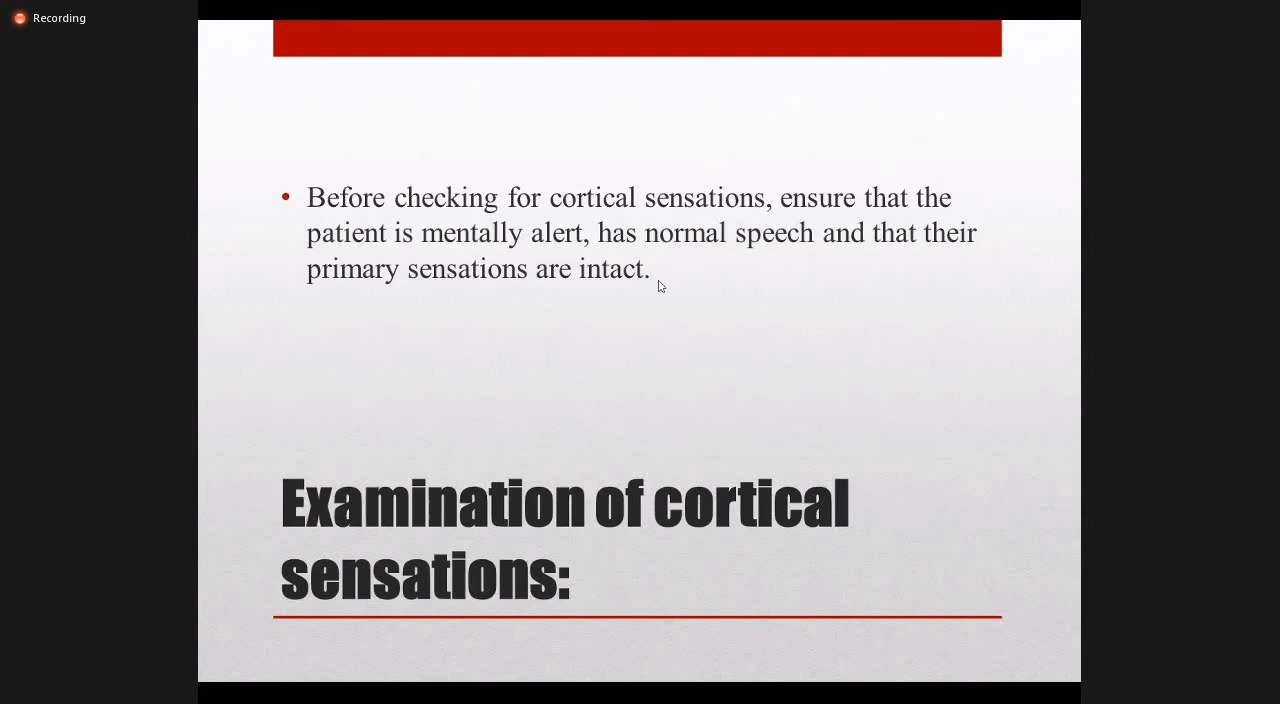 Recording
• Before checking for cortical sensations, ensure that the
patient is mentally alert, has normal speech and that their
primary sensations are intact.
Examination of cortical
sensations: